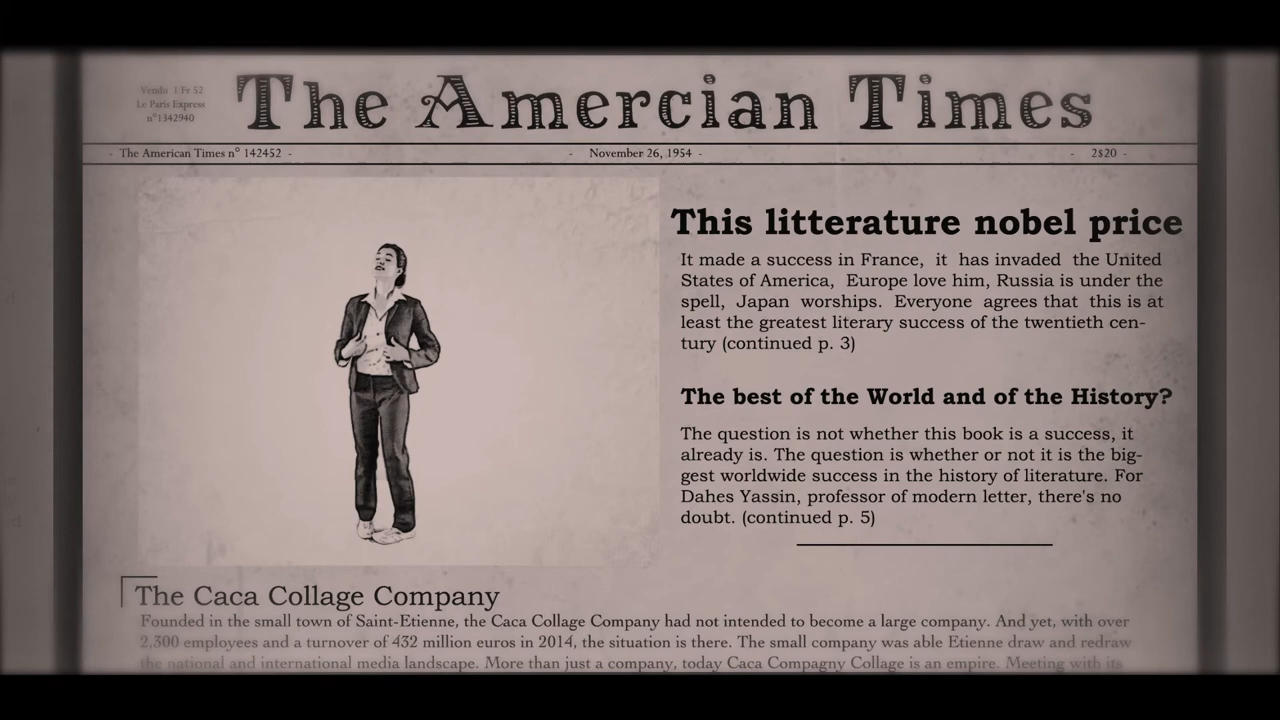 Vendu 1 Fr 52
Le Paris Express
n°1342940
The Amercian Times
- The American Times n° 142452 -
- November 26, 1954 -
- 2$20 -
This litterature nobel price
It made a success in France, it has invaded the United
States of America, Europe love him, Russia is under the
spell, Japan worships. Everyone agrees that this is at
least the greatest literary success of the twentieth cen-
tury (continued p. 3)
The best of the World and of the History?
The question is not whether this book is a success, it
already is. The question is whether or not it is the big-
gest worldwide success in the history of literature. For
Dahes Yassin, professor of modern letter, there's no
doubt. (continued p. 5)
The Caca Collage Company
Founded in the small town of Saint-Etienne, the Caca Collage Company had not intended to become a large company. And yet, with over
2,300 employees and a turnover of 432 million euros in 2014, the situation is there. The small company was able Etienne draw and redraw
the national and international media landscape. More than just a company, today Caca Compagny Collage is an empire. Meeting with its